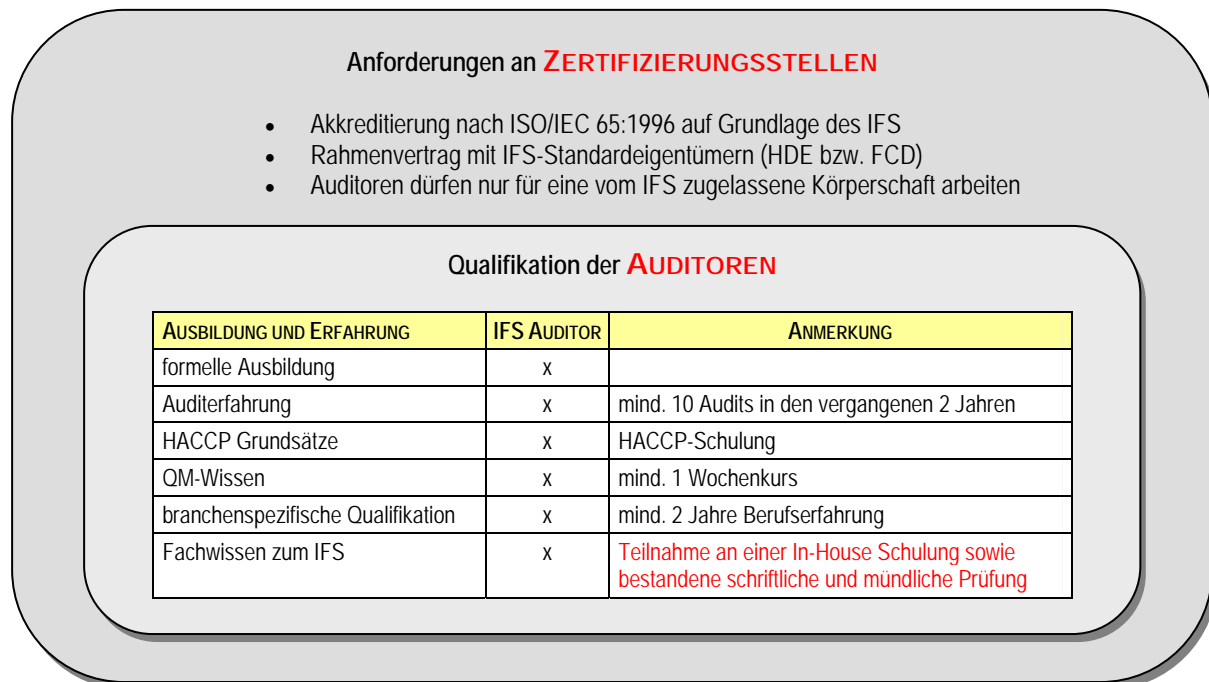 Anforderungen an ZERTIFIZIERUNGSSTELLEN
• Akkreditierung nach ISO/IEC 65:1996 auf Grundlage des IFS
• Rahmenvertrag mit IFS-Standardeigentümern (HDE bzw. FCD)
• Auditoren dürfen nur für eine vom IFS zugelassene Körperschaft arbeiten
Qualifikation der AUDITOREN
AUSBILDUNG UND ERFAHRUNG IFS AUDITOR ANMERKUNG
formelle Ausbildung x
Auditerfahrung x mind. 10 Audits in den vergangenen 2 Jahren
HACCP Grundsätze x HACCP-Schulung
QM-Wissen x mind. 1 Wochenkurs
branchenspezifische Qualifikation x mind. 2 Jahre Berufserfahrung
Fachwissen zum IFS x Teilnahme an einer In-House Schulung sowie
bestandene schriftliche und mündliche Prüfung